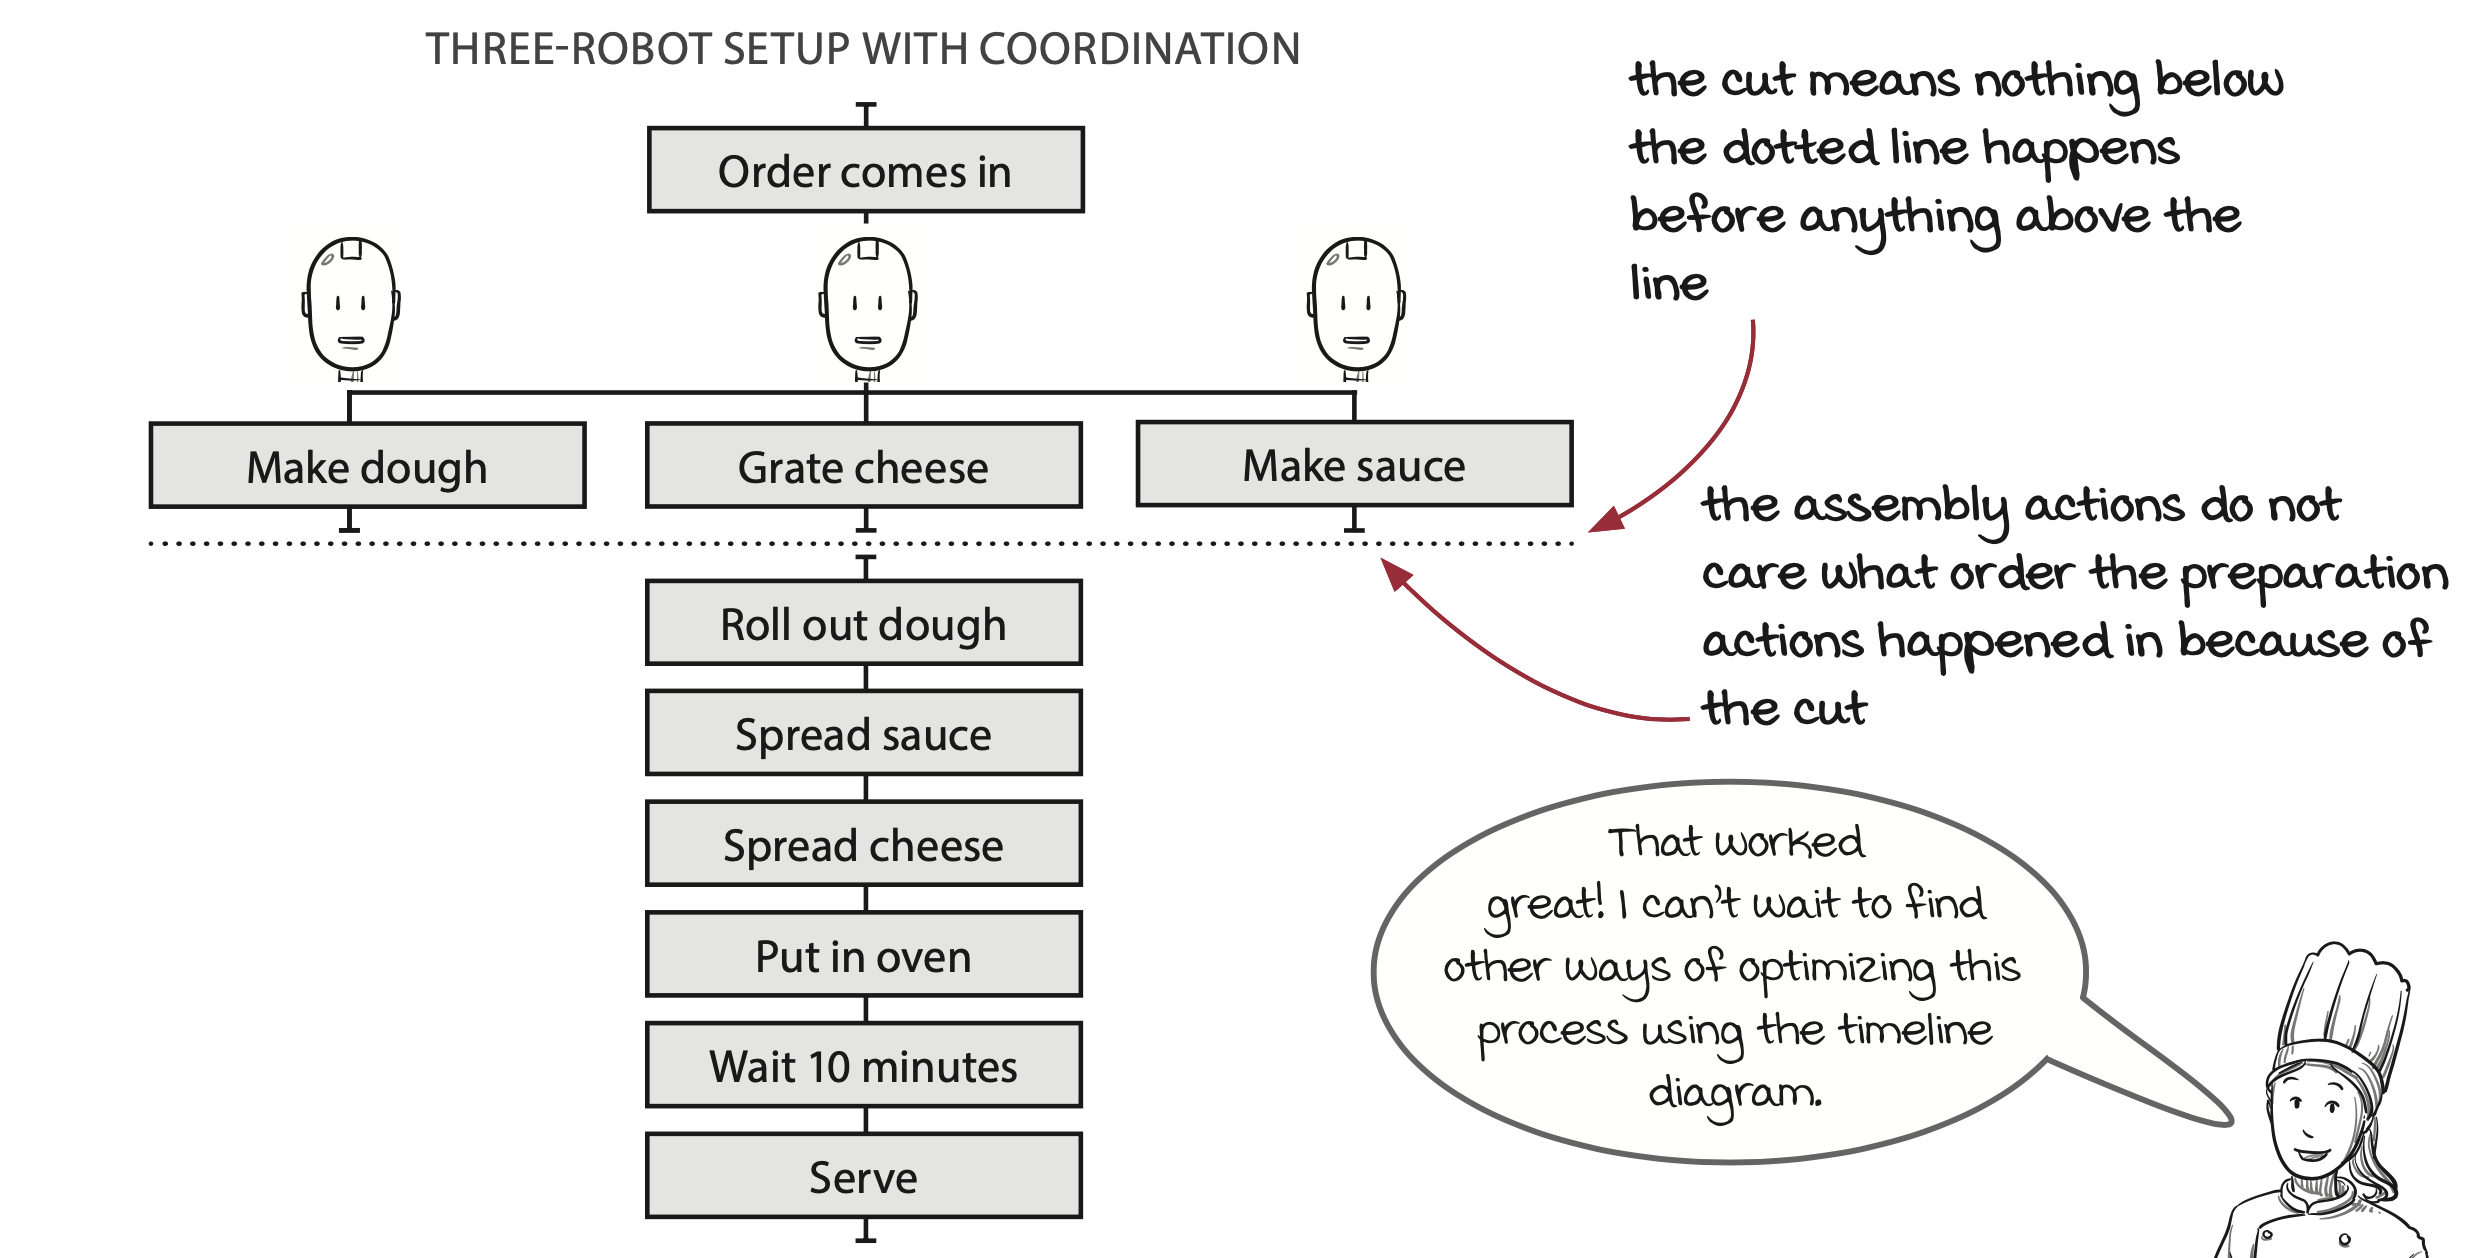 THREE-ROBOT SETUP WITH COORDINATION
Order comes in
Make dough
Grate cheese
Make sauce
Roll out dough
Spread sauce
Spread cheese
Put in oven
Wait 10 minutes
Serve
the cut means nothing below
the dotted line happens
before anything above the
line
the assembly actions do not
care what order the preparation
actions happened in because of
the cut
That worked
great! I can't wait to find
other ways of optimizing this
process using the timeline
diagram.